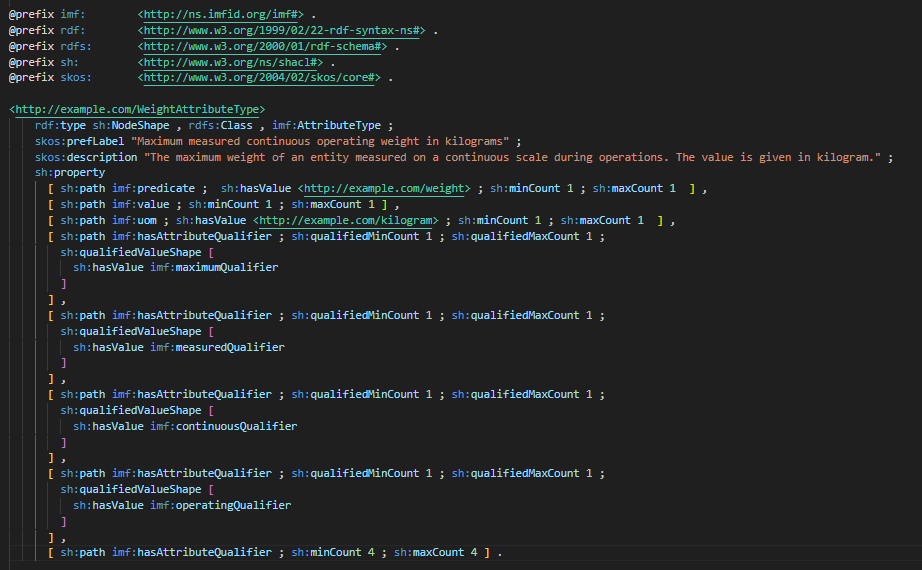 @prefix imf: <http://ns.imfid.org/imf#> .
@prefix rdf: <http://www.w3.org/1999/02/22-rdf-syntax-ns#> .
@prefix rdfs: <http://www.w3.org/2000/01/rdf-schema#> .
@prefix sh: <http://www.w3.org/ns/shacl#> .
@prefix skos: <http://www.w3.org/2004/02/skos/core#> .

<http://example.com/WeightAttributeType>
    rdf:type sh:NodeShape , rdfs:Class , imf:AttributeType ;
    skos:prefLabel "Maximum measured continuous operating weight in kilograms" ;
    skos:description "The maximum weight of an entity measured on a continuous scale during operations. The value is given in kilogram." ;
    sh:property
      [ sh:path imf:predicate ;  sh:hasValue <http://example.com/weight> ; sh:minCount 1 ; sh:maxCount 1  ] ,
      [ sh:path imf:value ; sh:minCount 1 ; sh:maxCount 1 ] ,
      [ sh:path imf:uom ; sh:hasValue <http://example.com/kilogram> ; sh:minCount 1 ; sh:maxCount 1  ] ,
      [ sh:path imf:hasAttributeQualifier ; sh:qualifiedMinCount 1 ; sh:qualifiedMaxCount 1 ;
        sh:qualifiedValueShape [
          sh:hasValue imf:maximumQualifier
        ]
      ] ,
      [ sh:path imf:hasAttributeQualifier ; sh:qualifiedMinCount 1 ; sh:qualifiedMaxCount 1 ;
        sh:qualifiedValueShape [
          sh:hasValue imf:measuredQualifier
        ]
      ] ,
      [ sh:path imf:hasAttributeQualifier ; sh:qualifiedMinCount 1 ; sh:qualifiedMaxCount 1 ;
        sh:qualifiedValueShape [
          sh:hasValue imf:continuousQualifier
        ]
      ] ,
      [ sh:path imf:hasAttributeQualifier ; sh:qualifiedMinCount 1 ; sh:qualifiedMaxCount 1 ;
        sh:qualifiedValueShape [
          sh:hasValue imf:operatingQualifier
        ]
      ] ,
      [ sh:path imf:hasAttributeQualifier ; sh:minCount 4 ; sh:maxCount 4 ] .